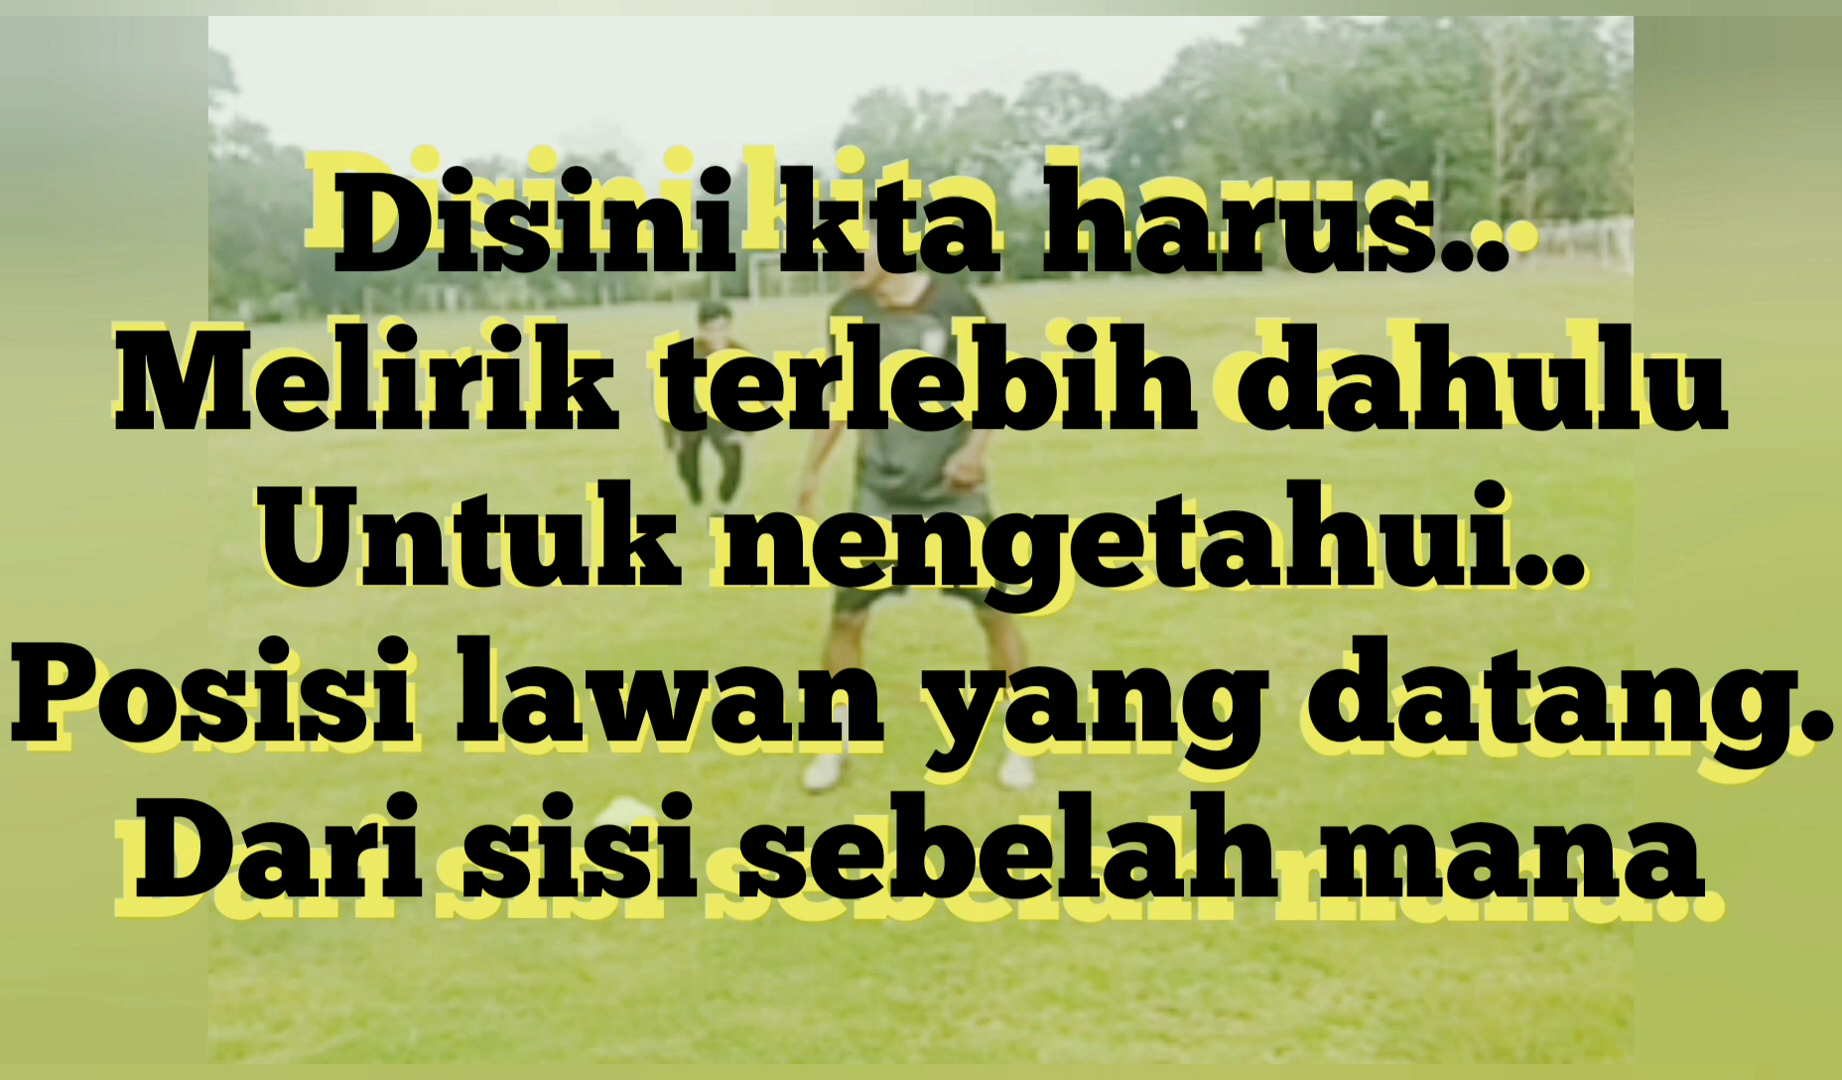 Disini kta harus...
Melirik terlebih dahulu
Untuk nengetahui..
Posisi lawan yang datang.
Dari sisi sebelah mana